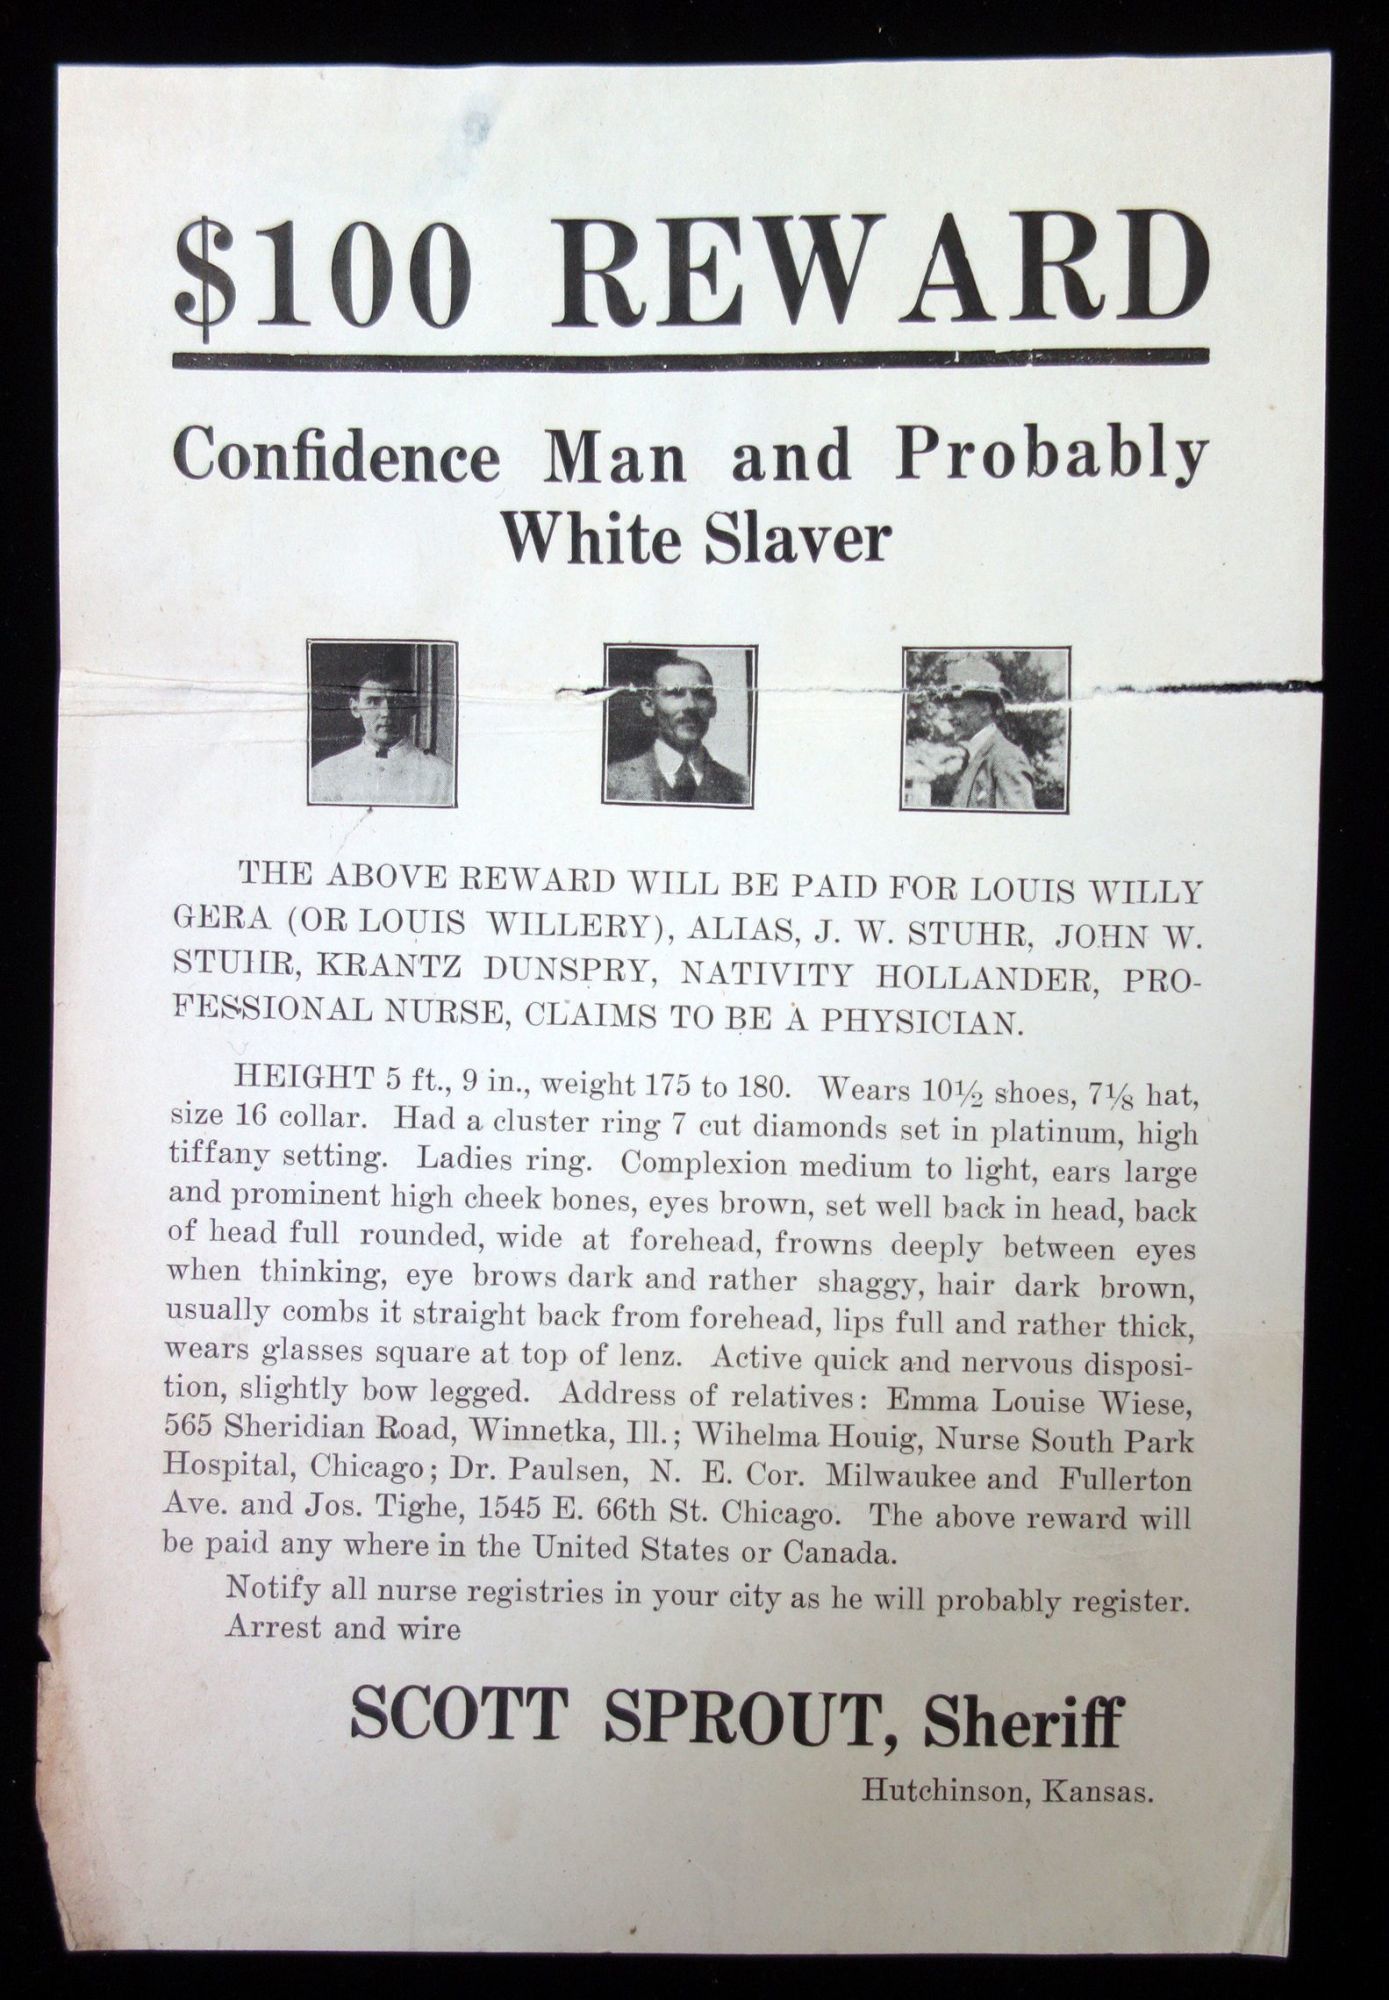 $100 REWARD
Confidence Man and Probably
White Slaver
THE ABOVE REWARD WILL BE PAID FOR LOUIS WILLY
GERA (OR LOUIS WILLERY), ALIAS, J. W. STUHR, JOHN W.
STUHR, KRANTZ DUNSPRY, NATIVITY HOLLANDER, PRO-
FESSIONAL NURSE, CLAIMS TO BE A PHYSICIAN.
HEIGHT 5 ft., 9 in., weight 175 to 180. Wears 10½ shoes, 7⅛ hat,
size 16 collar. Had a cluster ring 7 cut diamonds set in platinum, high
tiffany setting. Ladies ring. Complexion medium to light, ears large
and prominent high cheek bones, eyes brown, set well back in head, back
of head full rounded, wide at forehead, frowns deeply between eyes
when thinking, eye brows dark and rather shaggy, hair dark brown,
usually combs it straight back from forehead, lips full and rather thick,
wears glasses square at top of lenz. Active quick and nervous disposi-
tion, slightly bow legged. Address of relatives: Emma Louise Wiese,
565 Sheridian Road, Winnetka, Ill.; Wihelma Houig, Nurse South Park
Hospital, Chicago; Dr. Paulsen, N. E. Cor. Milwaukee and Fullerton
Ave. and Jos. Tighe, 1545 E. 66th St. Chicago. The above reward will
be paid any where in the United States or Canada.
Notify all nurse registries in your city as he will probably register.
Arrest and wire
SCOTT SPROUT, Sheriff
Hutchinson, Kansas.